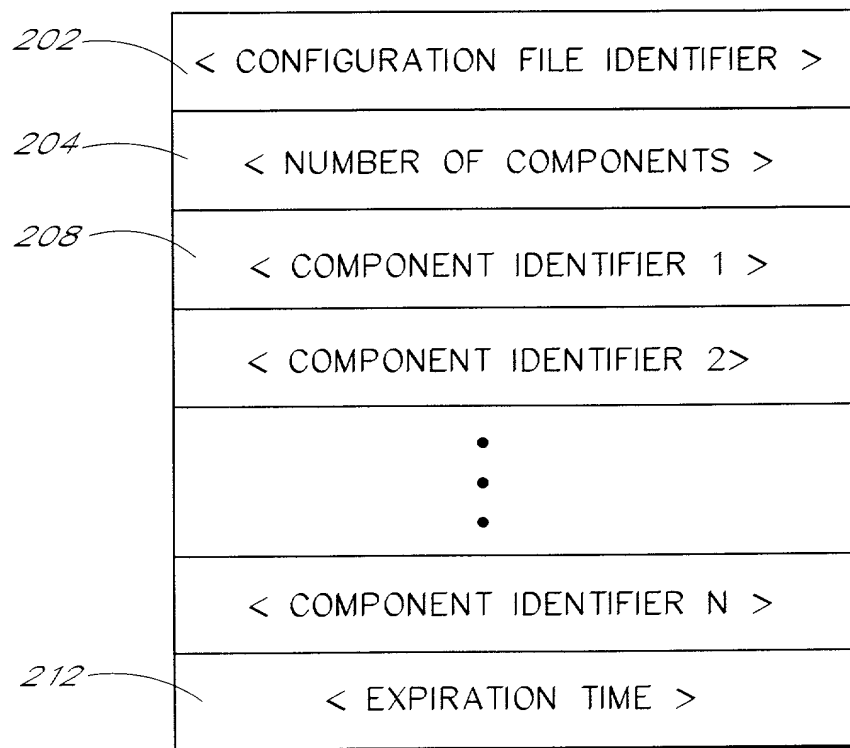 202
< CONFIGURATION FILE IDENTIFIER >
204
< NUMBER OF COMPONENTS >
208
< COMPONENT IDENTIFIER 1 >
< COMPONENT IDENTIFIER 2>
< COMPONENT IDENTIFIER N >
212
< EXPIRATION TIME >